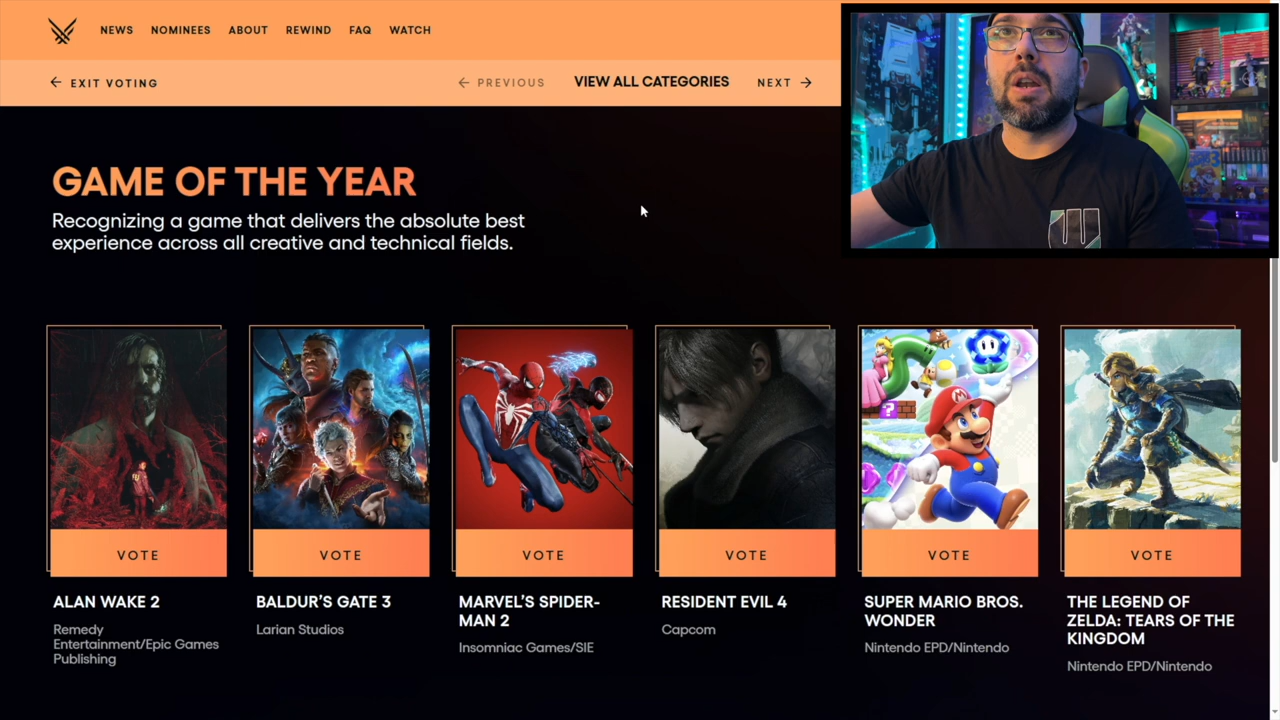 NEWS NOMINEES ABOUT REWIND FAQ WATCH
EXIT VOTING
PREVIOUS
VIEW ALL CATEGORIES
NEXT
GAME OF THE YEAR
Recognizing a game that delivers the absolute best
experience across all creative and technical fields.
VOTE
VOTE
VOTE
VOTE
VOTE
VOTE
ALAN WAKE 2
Remedy
Entertainment/Epic Games
Publishing
BALDUR’S GATE 3
Larian Studios
MARVEL’S SPIDER-
MAN 2
Insomniac Games/SIE
RESIDENT EVIL 4
Capcom
SUPER MARIO BROS.
WONDER
Nintendo EPD/Nintendo
THE LEGEND OF
ZELDA: TEARS OF THE
KINGDOM
Nintendo EPD/Nintendo